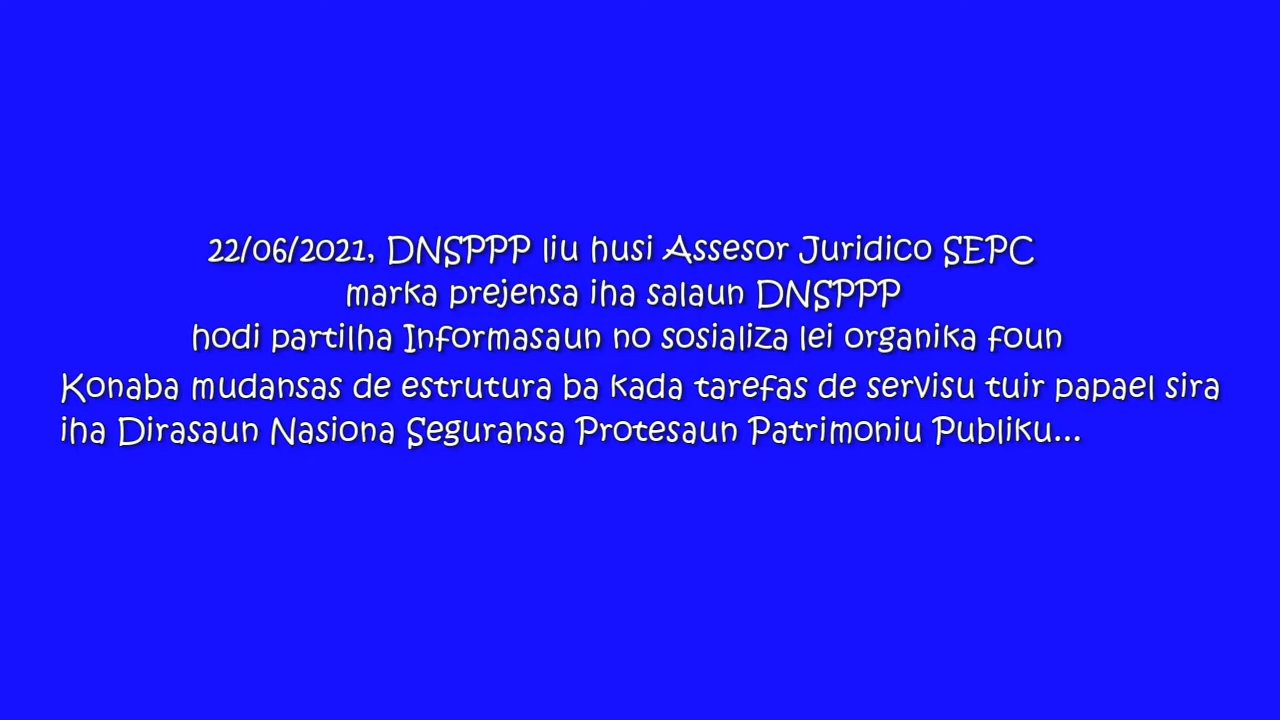 22/06/2021, DNSPPP liu husi Assesor Juridico SEPC
marka prejensa iha salaun DNSPPP
hodi partilha Informasaun no sosializa lei organika foun
Konaba mudansas de estrutura ba kada tarefas de servisu tuir papael sira
iha Dirasaun Nasiona Seguransa Protesaun Patrimoniu Publiku...